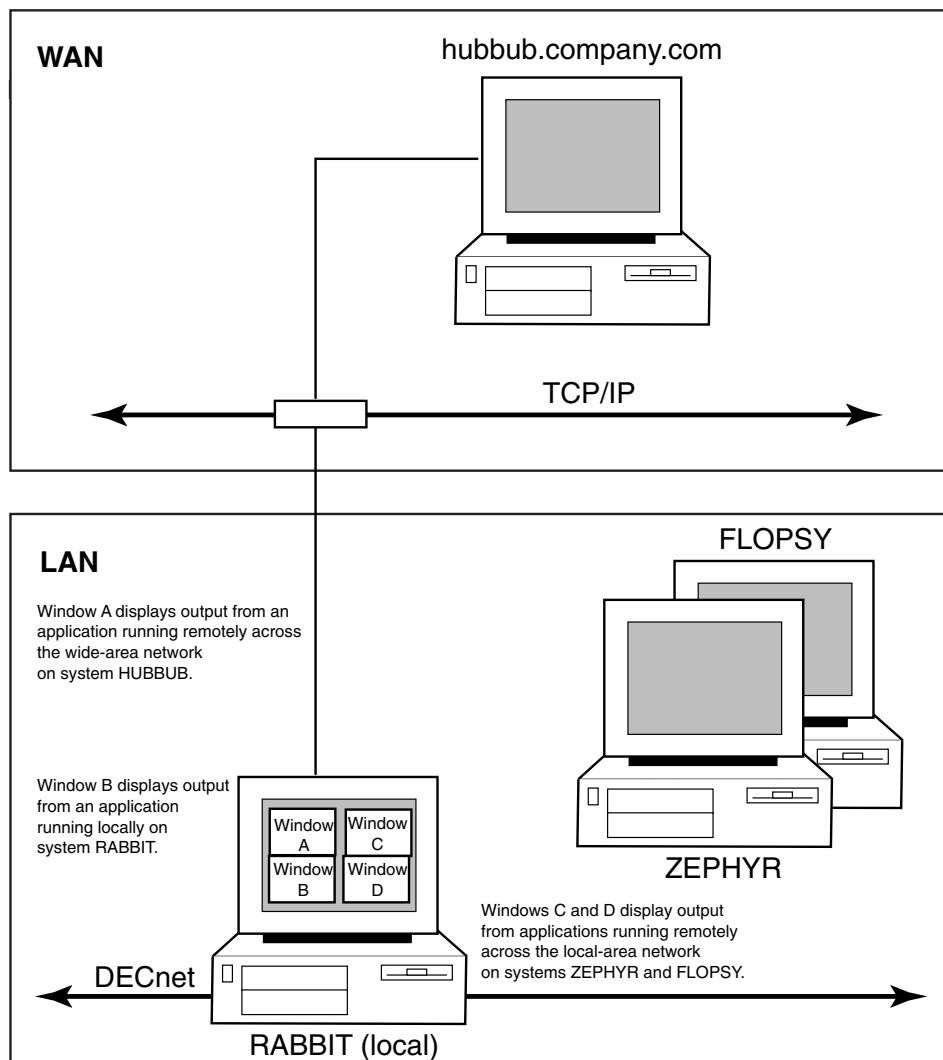 WAN
hubbub.company.com
TCP/IP
LAN
FLOPSY
Window A displays output from an
application running remotely across
the wide-area network
on system HUBBUB.
Window B displays output
from an application
running locally on
system RABBIT.
Window
A
Window
C
Window
B
Window
D
ZEPHYR
Windows C and D display output
from applications running remotely
across the local-area network
on systems ZEPHYR and FLOPSY.
DECnet
RABBIT (local)